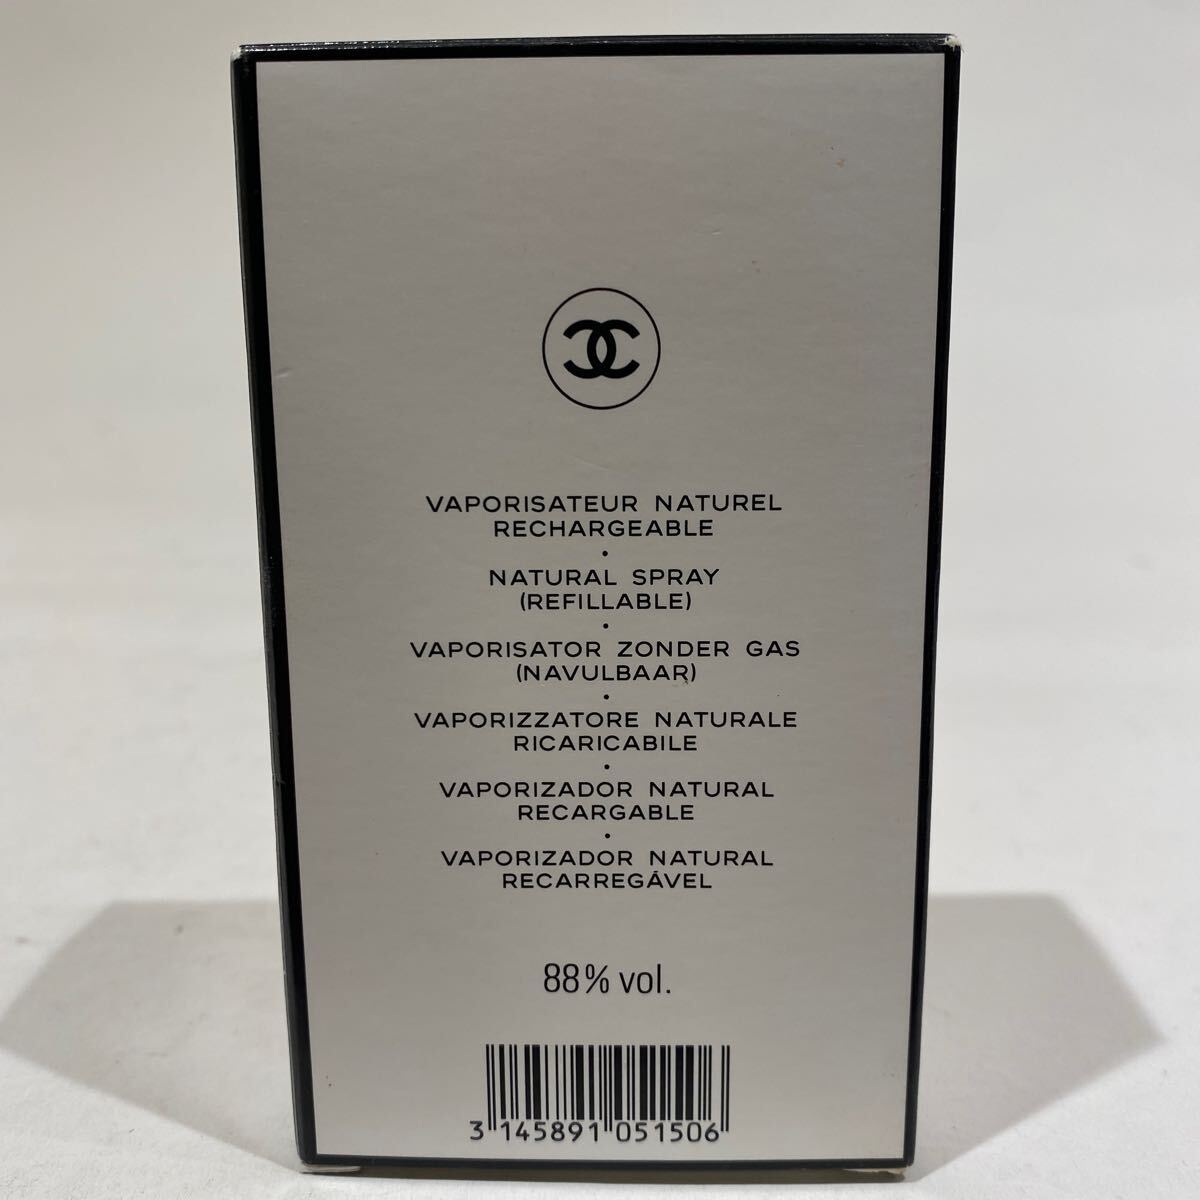 VAPORISATEUR NATUREL
RECHARGEABLE
•
NATURAL SPRAY
(REFILLABLE)
•
VAPORISATOR ZONDER GAS
(NAVULBAAR)
•
VAPORIZZATORE NATURALE
RICARICABILE
•
VAPORIZADOR NATURAL
RECARGABLE
•
VAPORIZADOR NATURAL
RECARREGÁVEL
88% vol.
3 145891 051506